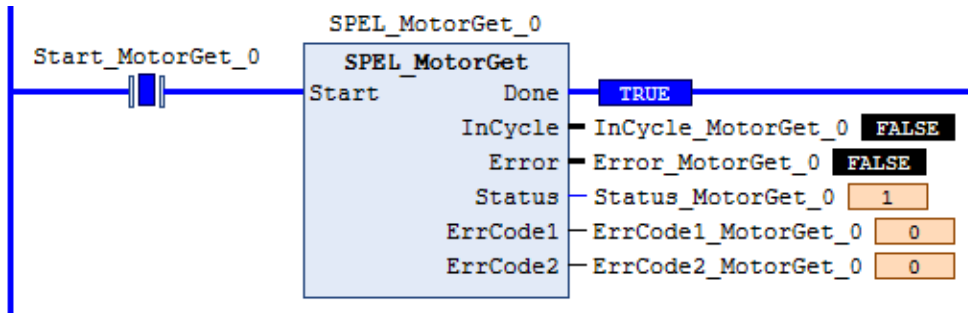 SPEL_MotorGet_0
Start_MotorGet_0
SPEL_MotorGet
Start Done TRUE
InCycle InCycle_MotorGet_0 FALSE
Error Error_MotorGet_0 FALSE
Status Status_MotorGet_0 1
ErrCode1 ErrCode1_MotorGet_0 0
ErrCode2 ErrCode2_MotorGet_0 0